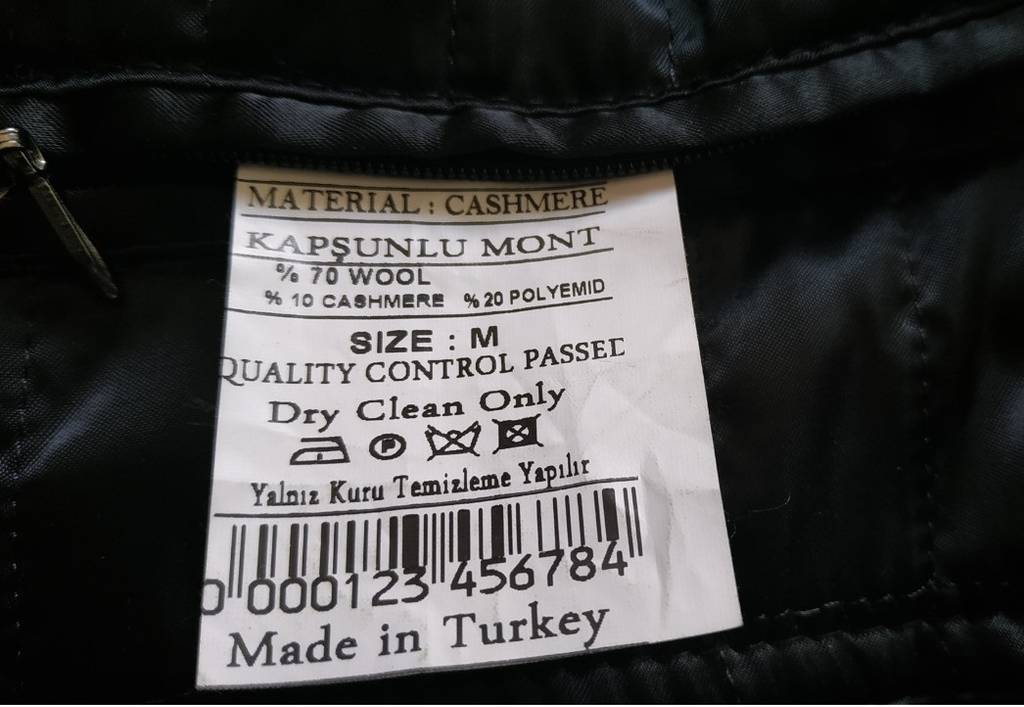 MATERIAL : CASHMERE
KAPŞUNLU MONT
% 70 WOOL
% 10 CASHMERE % 20 POLYEMID
SIZE : M
QUALITY CONTROL PASSED
Dry Clean Only
P
Yalnız Kuru Temizleme Yapılır
0 000123 456784
Made in Turkey